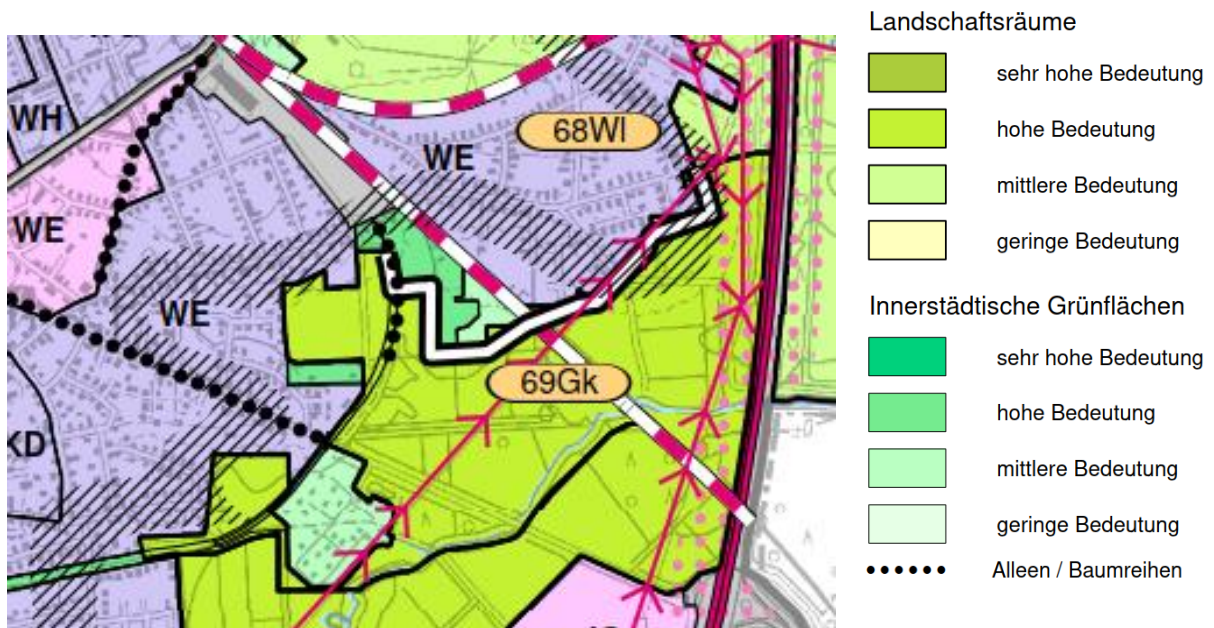 WH
68Wl
WE
WE
WE
69Gk
KD
Landschaftsräume
sehr hohe Bedeutung
hohe Bedeutung
mittlere Bedeutung
geringe Bedeutung
Innerstädtische Grünflächen
sehr hohe Bedeutung
hohe Bedeutung
mittlere Bedeutung
geringe Bedeutung
Alleen / Baumreihen